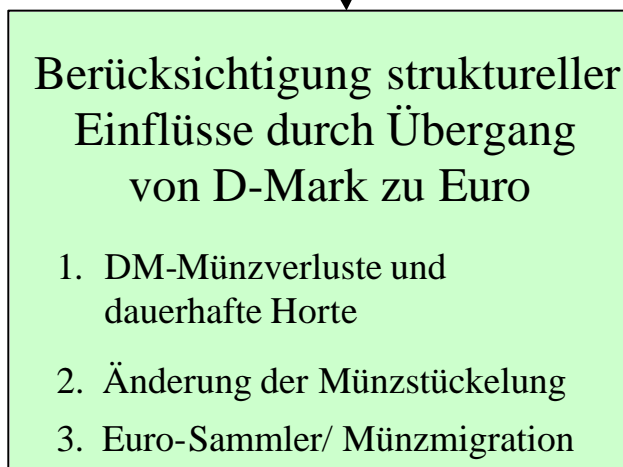 Berücksichtigung struktureller
Einflüsse durch Übergang
von D-Mark zu Euro
1. DM-Münzverluste und
dauerhafte Horte
2. Änderung der Münzstückelung
3. Euro-Sammler/ Münzmigration